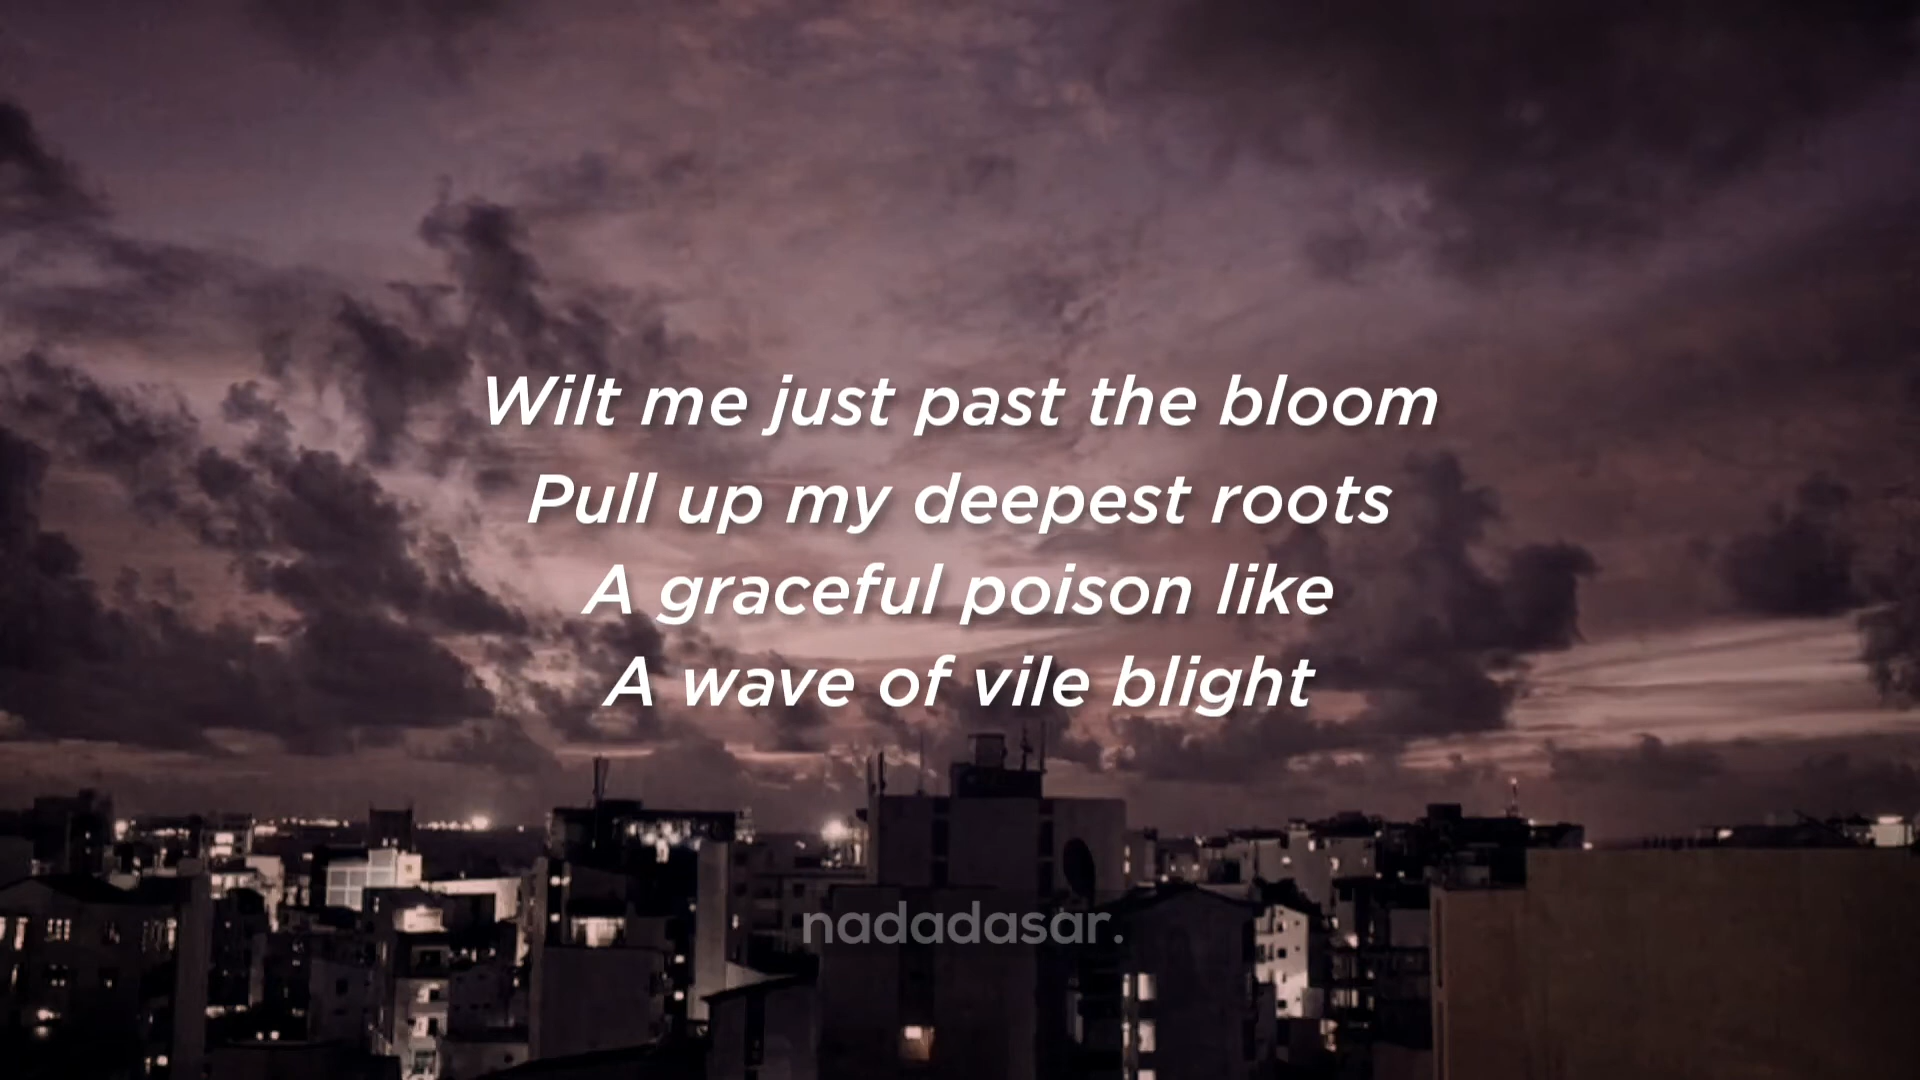 Wilt me just past the bloom
Pull up my deepest roots
A graceful poison like
A wave of vile blight
nadadasar.